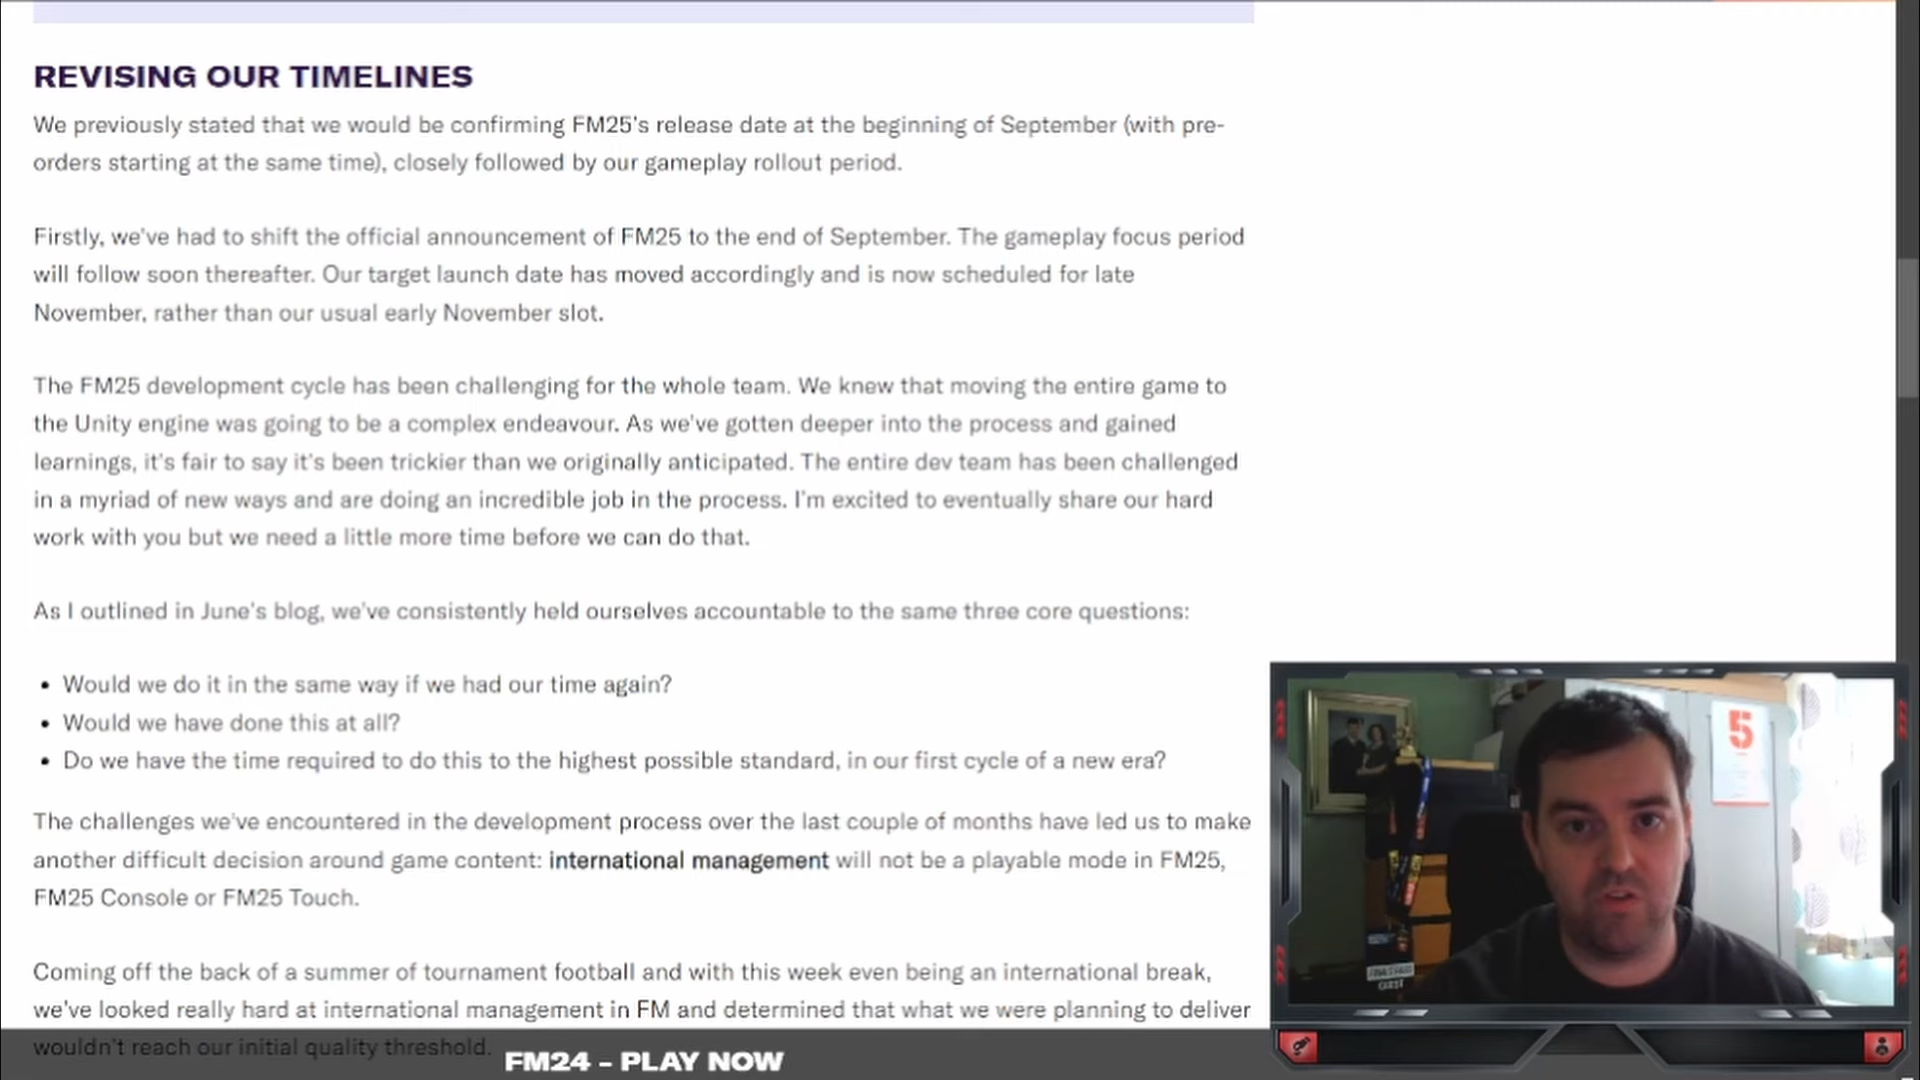 REVISING OUR TIMELINES
We previously stated that we would be confirming FM25's release date at the beginning of September (with pre-
orders starting at the same time), closely followed by our gameplay rollout period.
Firstly, we've had to shift the official announcement of FM25 to the end of September. The gameplay focus period
will follow soon thereafter. Our target launch date has moved accordingly and is now scheduled for late
November, rather than our usual early November slot.
The FM25 development cycle has been challenging for the whole team. We knew that moving the entire game to
the Unity engine was going to be a complex endeavour. As we've gotten deeper into the process and gained
learnings, it's fair to say it's been trickier than we originally anticipated. The entire dev team has been challenged
in a myriad of new ways and are doing an incredible job in the process. I'm excited to eventually share our hard
work with you but we need a little more time before we can do that.
As I outlined in June's blog, we've consistently held ourselves accountable to the same three core questions:
• Would we do it in the same way if we had our time again?
• Would we have done this at all?
• Do we have the time required to do this to the highest possible standard, in our first cycle of a new era?
The challenges we've encountered in the development process over the last couple of months have led us to make
another difficult decision around game content: international management will not be a playable mode in FM25,
FM25 Console or FM25 Touch.
Coming off the back of a summer of tournament football and with this week even being an international break,
we've looked really hard at international management in FM and determined that what we were planning to deliver
wouldn't reach our initial quality threshold.
FM24 - PLAY NOW
5